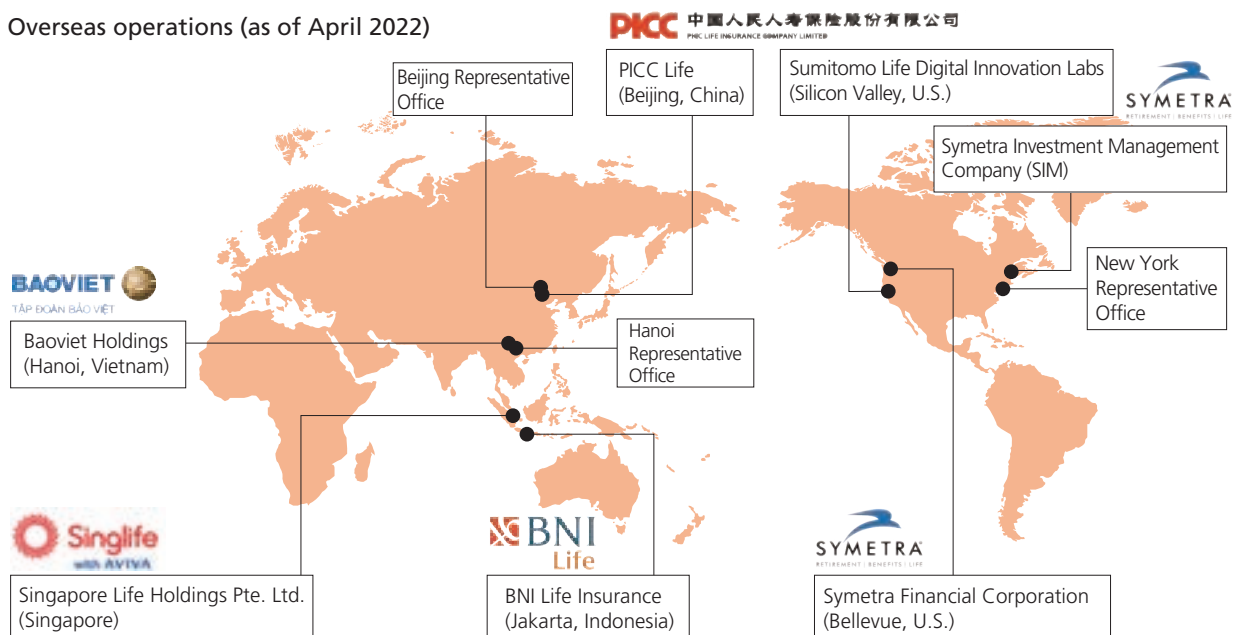 Overseas operations (as of April 2022)
PICC 中国人民人寿保险股份有限公司
PICC LIFE INSURANCE COMPANY LIMITED
Beijing Representative
Office
PICC Life
(Beijing, China)
Sumitomo Life Digital Innovation Labs
(Silicon Valley, U.S.)
SYMETRA
RETIREMENT | BENEFITS | LIFE
Symetra Investment Management
Company (SIM)
New York
Representative
Office
BAOVIET
TẬP ĐOÀN BẢO VIỆT
Baoviet Holdings
(Hanoi, Vietnam)
Hanoi
Representative
Office
Singlife
with AVIVA
Singapore Life Holdings Pte. Ltd.
(Singapore)
BNI
Life
BNI Life Insurance
(Jakarta, Indonesia)
SYMETRA
RETIREMENT | BENEFITS | LIFE
Symetra Financial Corporation
(Bellevue, U.S.)